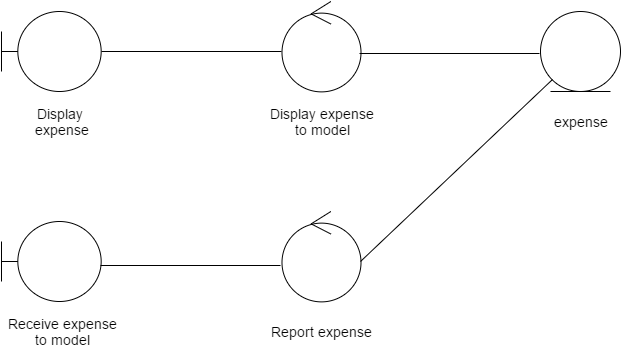 Display
expense
Display expense
to model
expense
Receive expense
to model
Report expense